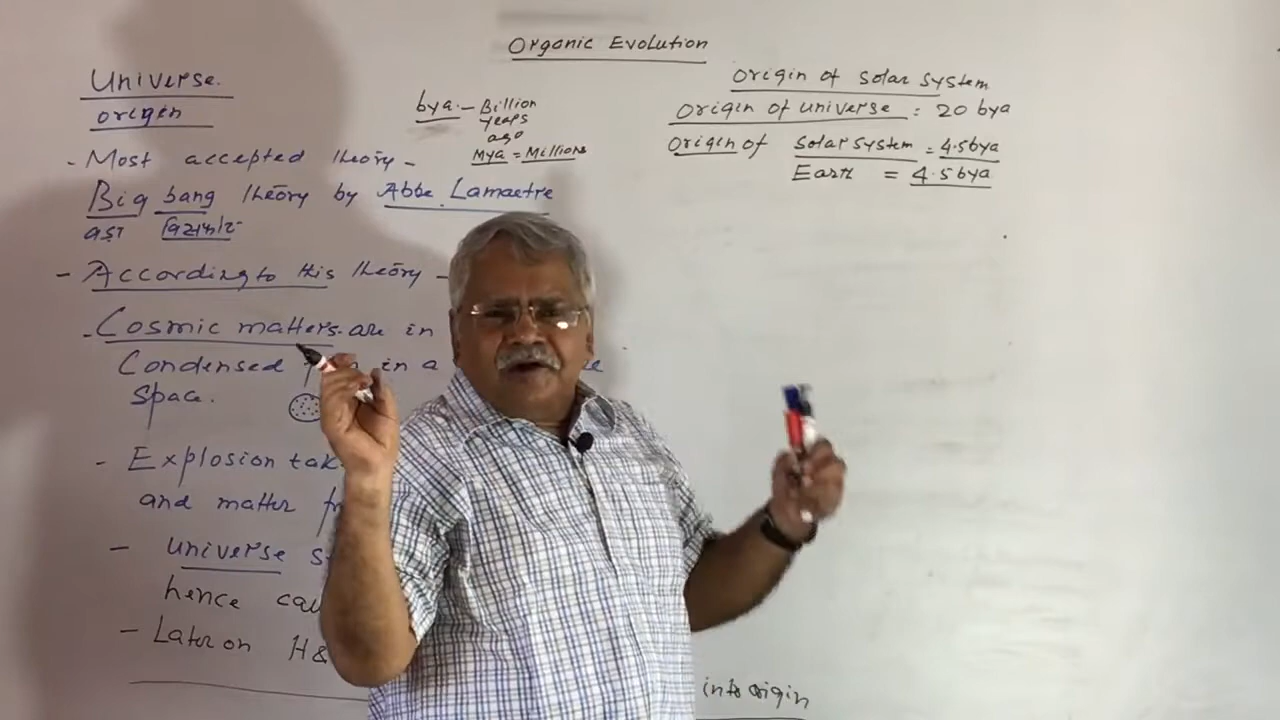 Organic Evolution
Universe.
origin
bya - Billion
years
ago
Mya = Millions
- Most accepted theory -
Big bang theory by Abbe Lamaetre
- According to this theory -
- Cosmic matters are in
Condensed in a
space.
- Explosion tak
and matter
- Universe S
hence cau
- Later on H &
into origin
Origin of solar system
Origin of universe : 20 bya
Origin of solar system = 4.5 bya
Earth = 4.5 bya